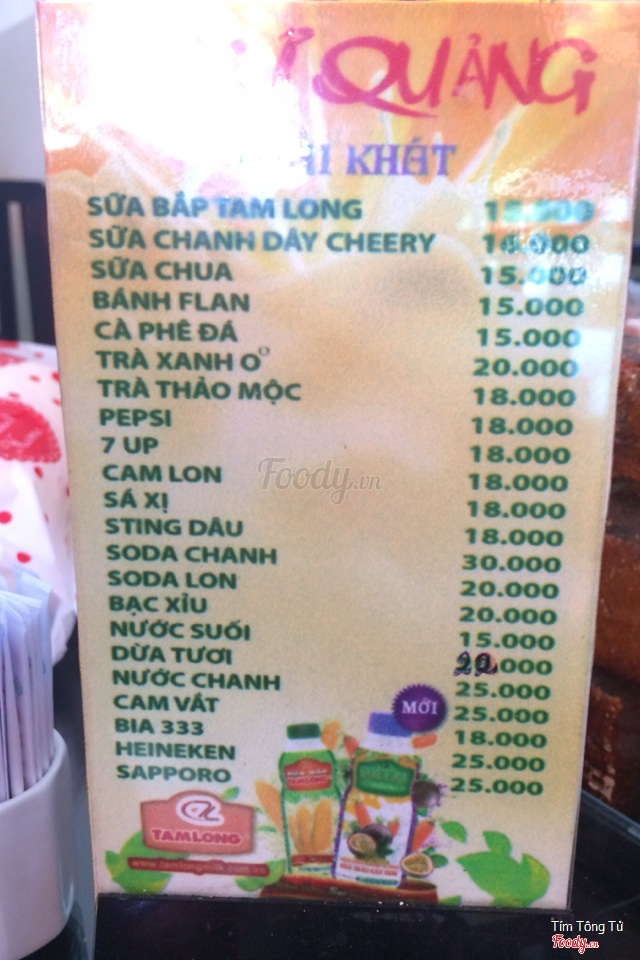 QUẢNG
KHÁT
SỮA BẮP TAM LONG
SỮA CHANH DÂY CHEERY
SỮA CHUA 15.000
BÁNH FLAN 15.000
CÀ PHÊ ĐÁ 15.000
TRÀ XANH O° 20.000
TRÀ THẢO MỘC 18.000
PEPSI 18.000
7 UP 18.000
CAM LON 18.000
SÁ XỊ 18.000
STING DÂU 18.000
SODA CHANH 30.000
SODA LON 20.000
BẠC XỈU 20.000
NƯỚC SUỐI 15.000
DỪA TƯƠI
NƯỚC CHANH 25.000
CAM VẮT 25.000
BIA 333 18.000
HEINEKEN 25.000
SAPPORO 25.000
MỚI
TAMLONG
www.tamlongmilk.com.vn
Foody.vn
Tím Tông Tử
Foody.vn